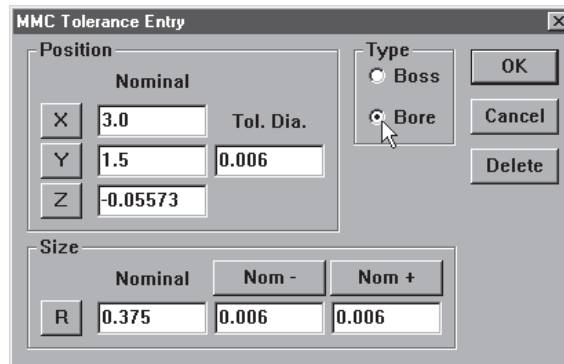 MMC Tolerance Entry
Position
Nominal
X 3.0 Tol. Dia.
Y 1.5 0.006
Z -0.05573
Type
Boss
Bore
OK
Cancel
Delete
Size
Nominal Nom - Nom +
R 0.375 0.006 0.006